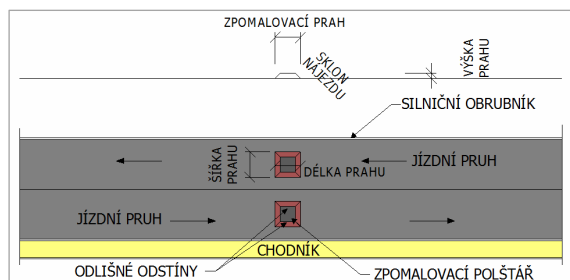 ZPOMALOVACÍ PRAH
SKLON
NÁJEZDU
VÝŠKA
PRAHU
SILNIČNÍ OBRUBNÍK
ŠÍŘKA
PRAHU
JÍZDNÍ PRUH
DÉLKA PRAHU
JÍZDNÍ PRUH
CHODNÍK
ODLIŠNÉ ODSTÍNY
ZPOMALOVACÍ POLŠTÁŘ